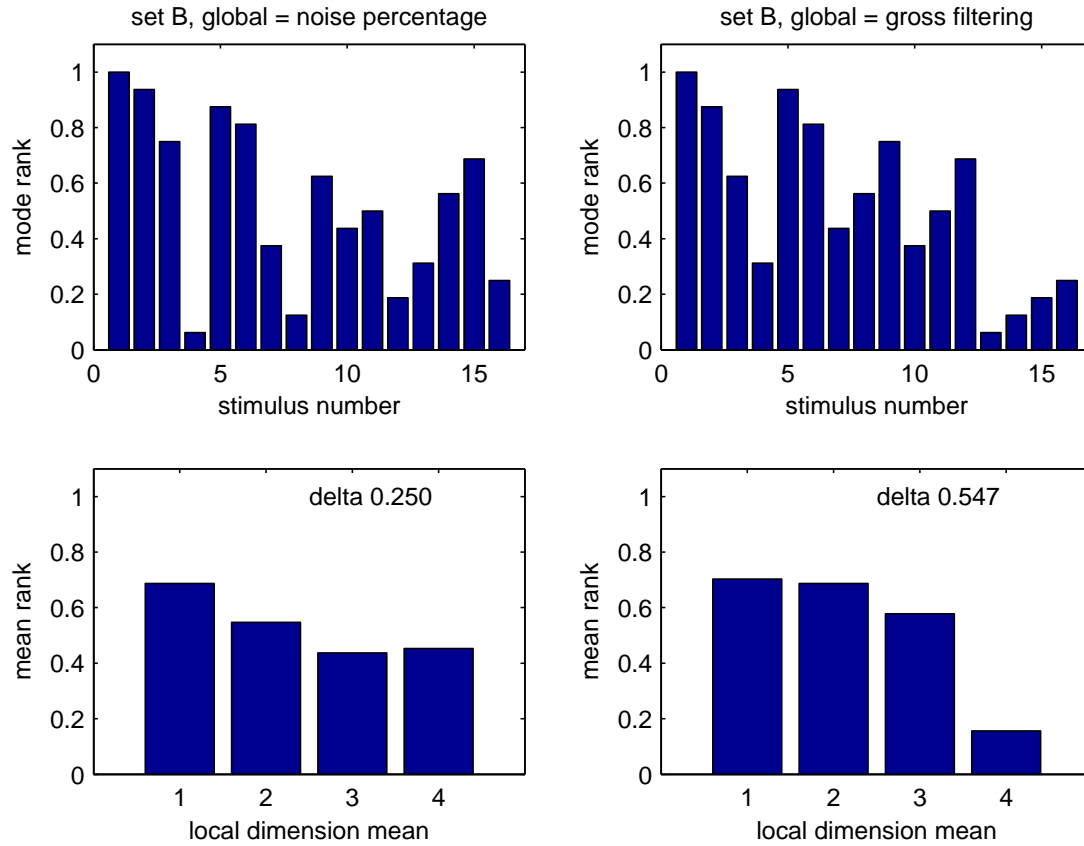 set B, global = noise percentage
1
0.8
0.6
0.4
0.2
0
mode rank
0 5 10 15
stimulus number
set B, global = gross filtering
1
0.8
0.6
0.4
0.2
0
mode rank
0 5 10 15
stimulus number
delta 0.250
1
0.8
0.6
0.4
0.2
0
mean rank
1 2 3 4
local dimension mean
delta 0.547
1
0.8
0.6
0.4
0.2
0
mean rank
1 2 3 4
local dimension mean